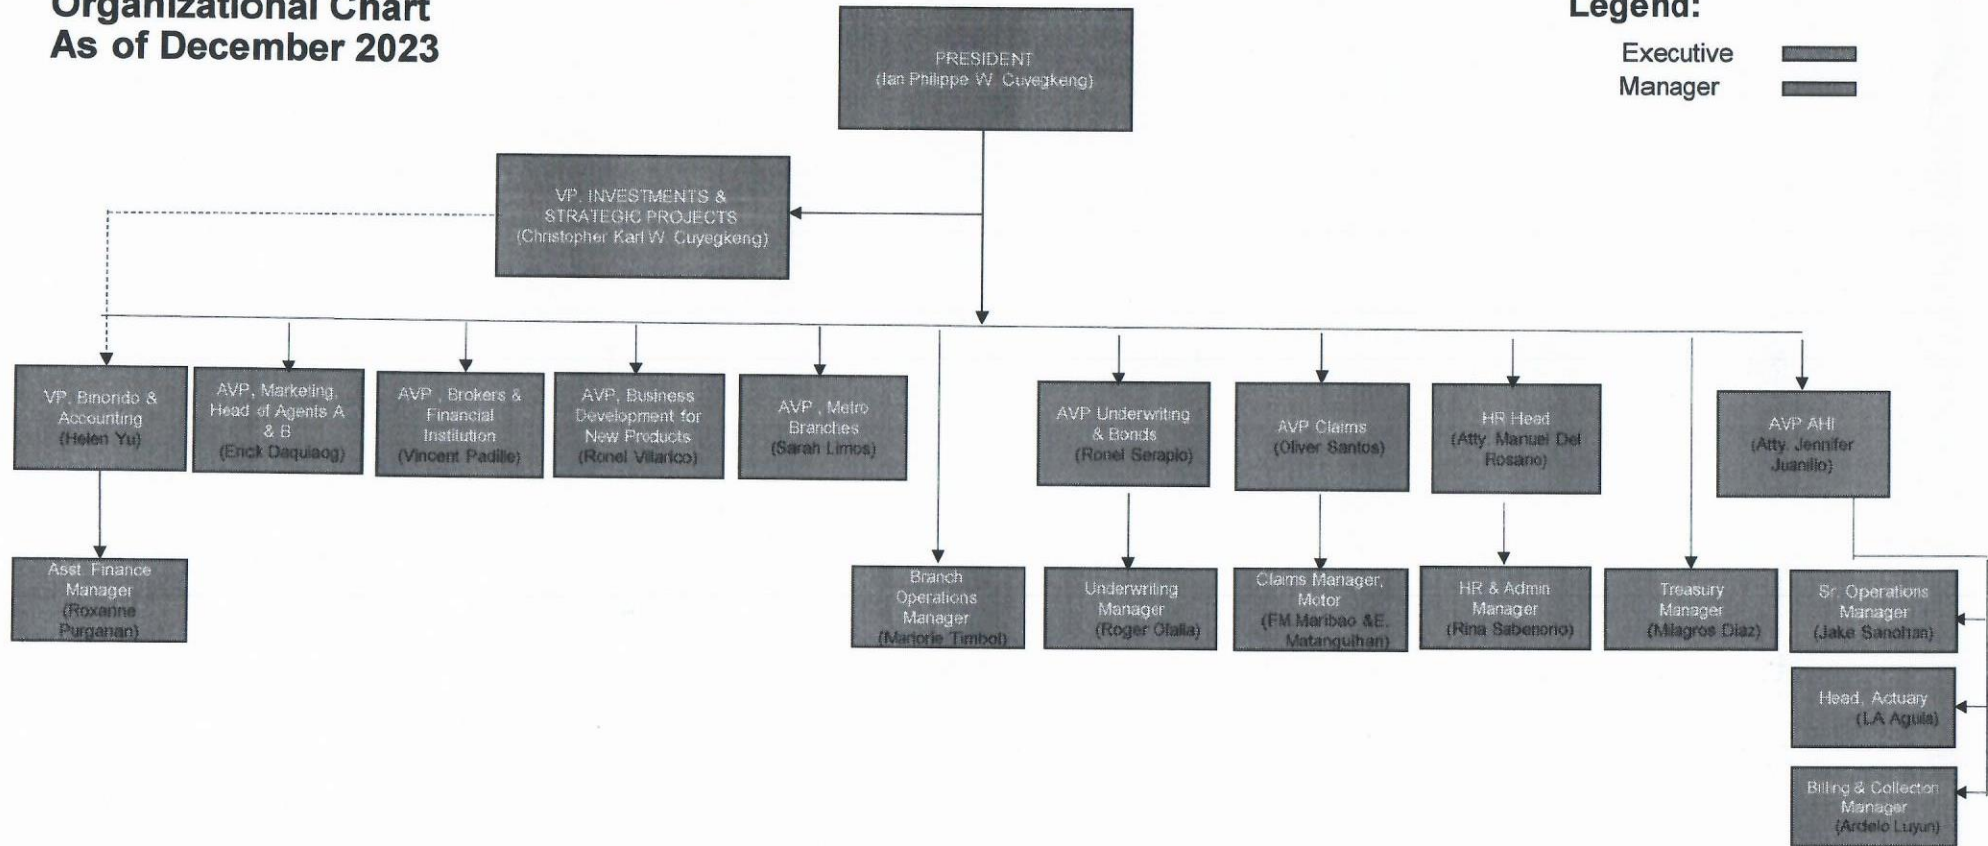 Organizational Chart
As of December 2023
Legend:
Executive
Manager
PRESIDENT
(Ian Philippe W. Cuyegkeng)
VP, INVESTMENTS &
STRATEGIC PROJECTS
(Christopher Karl W. Cuyegkeng)
VP, Binondo &
Accounting
(Helen Yu)
AVP, Marketing,
Head of Agents A
& B
(Erick Daquiaog)
AVP , Brokers &
Financial
Institution
(Vincent Padille)
AVP, Business
Development for
New Products
(Ronel Villarico)
AVP , Metro
Branches
(Sarah Limos)
AVP Underwriting
& Bonds
(Ronel Serapio)
AVP Claims
(Oliver Santos)
HR Head
(Atty. Manuel Del
Rosario)
AVP AHI
(Atty. Jennifer
Juanillo)
Asst. Finance
Manager
(Roxanne
Purganan)
Branch
Operations
Manager
(Marjorie Timbol)
Underwriting
Manager
(Roger Olalia)
Claims Manager,
Motor
(FM Maribao &E.
Matanguihan)
HR & Admin
Manager
(Rina Sabenorio)
Treasury
Manager
(Milagros Diaz)
Sr. Operations
Manager
(Jake Sanohan)
Head, Actuary
(LA Aguila)
Billing & Collection
Manager
(Ardelo Luyun)